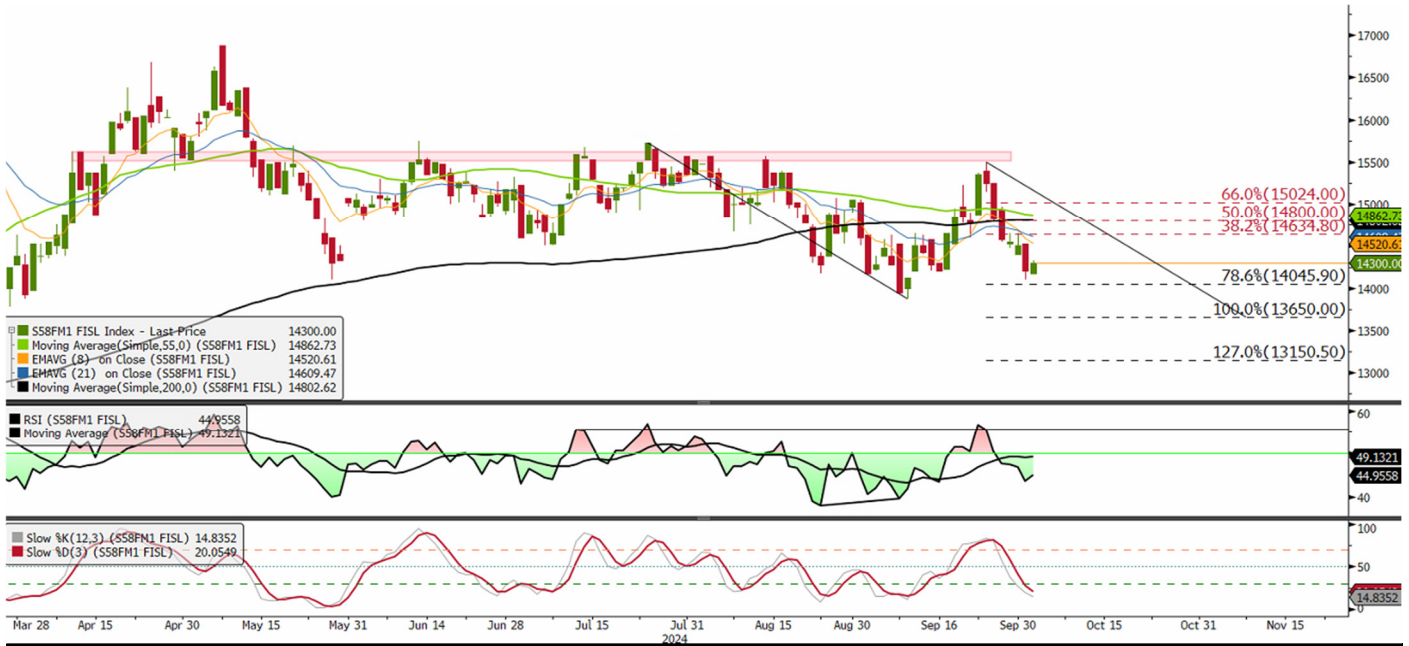 17000
16500
16000
15500
66.0%(15024.00)
15000
50.0%(14800.00)
14862.73
38.2%(14634.80)
14520.61
14300.00
78.6%(14045.90)
14000
100.0%(13650.00)
13500
127.0%(13150.50)
13000
S58FM1 FISL Index - Last Price 14300.00
Moving Average(Simple,55,0) (S58FM1 FISL) 14862.73
EMAVG (8) on Close (S58FM1 FISL) 14520.61
EMAVG (21) on Close (S58FM1 FISL) 14609.47
Moving Average(Simple,200,0) (S58FM1 FISL) 14802.62
RSI (S58FM1 FISL) 44.9558
Moving Average (S58FM1 FISL) 49.1321
60
49.1321
44.9558
40
Slow %K(12,3) (S58FM1 FISL) 14.8352
Slow %D(3) (S58FM1 FISL) 20.0549
100
50
14.8352
0
Mar 28 Apr 15 Apr 30 May 15 May 31 Jun 14 Jun 28 Jul 15 Jul 31 Aug 15 Aug 30 Sep 16 Sep 30 Oct 15 Oct 31 Nov 15
2024